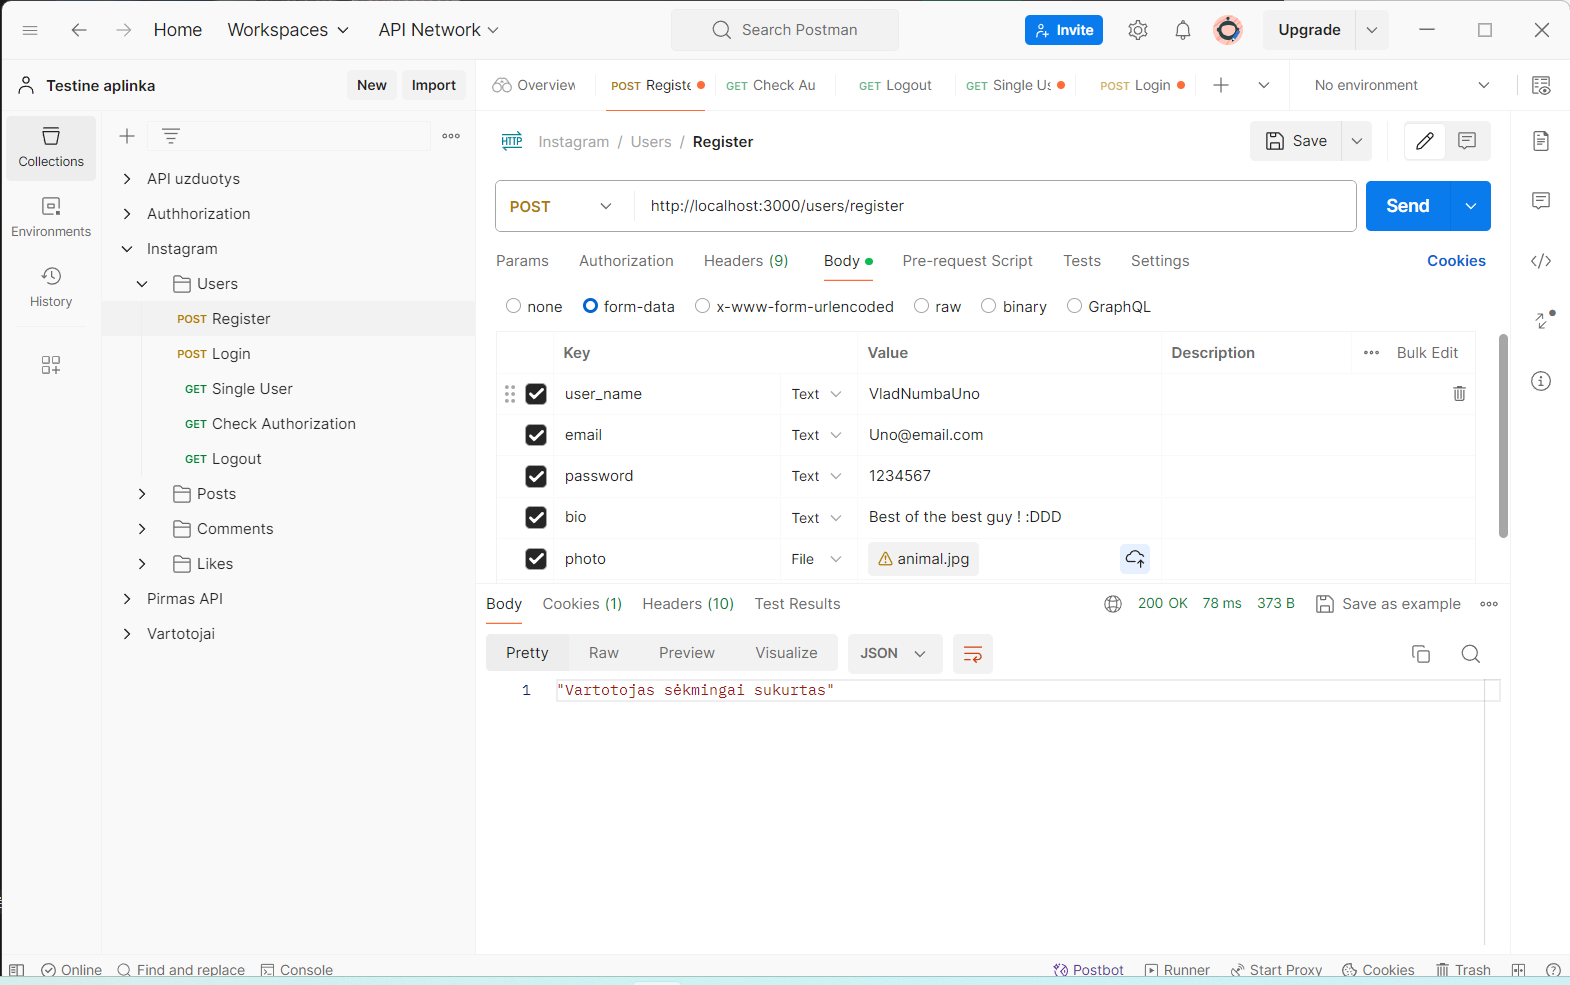 Home Workspaces API Network Search Postman Invite Upgrade
Testine aplinka New Import Overview POST Registe GET Check Au GET Logout GET Single Us POST Login No environment
Collections
Environments
History
API uzduotys
Authhorization
Instagram
Users
POST Register
POST Login
GET Single User
GET Check Authorization
GET Logout
Posts
Comments
Likes
Pirmas API
Vartotojai
HTTP Instagram / Users / Register Save
POST http://localhost:3000/users/register Send
Params Authorization Headers (9) Body Pre-request Script Tests Settings Cookies
none form-data x-www-form-urlencoded raw binary GraphQL
Key Value Description Bulk Edit
user_name Text VladNumbaUno
email Text Uno@email.com
password Text 1234567
bio Text Best of the best guy ! :DDD
photo File animal.jpg
Body Cookies (1) Headers (10) Test Results 200 OK 78 ms 373 B Save as example
Pretty Raw Preview Visualize JSON
1 "Vartotojas sėkmingai sukurtas"
Online Find and replace Console Postbot Runner Start Proxy Cookies Trash